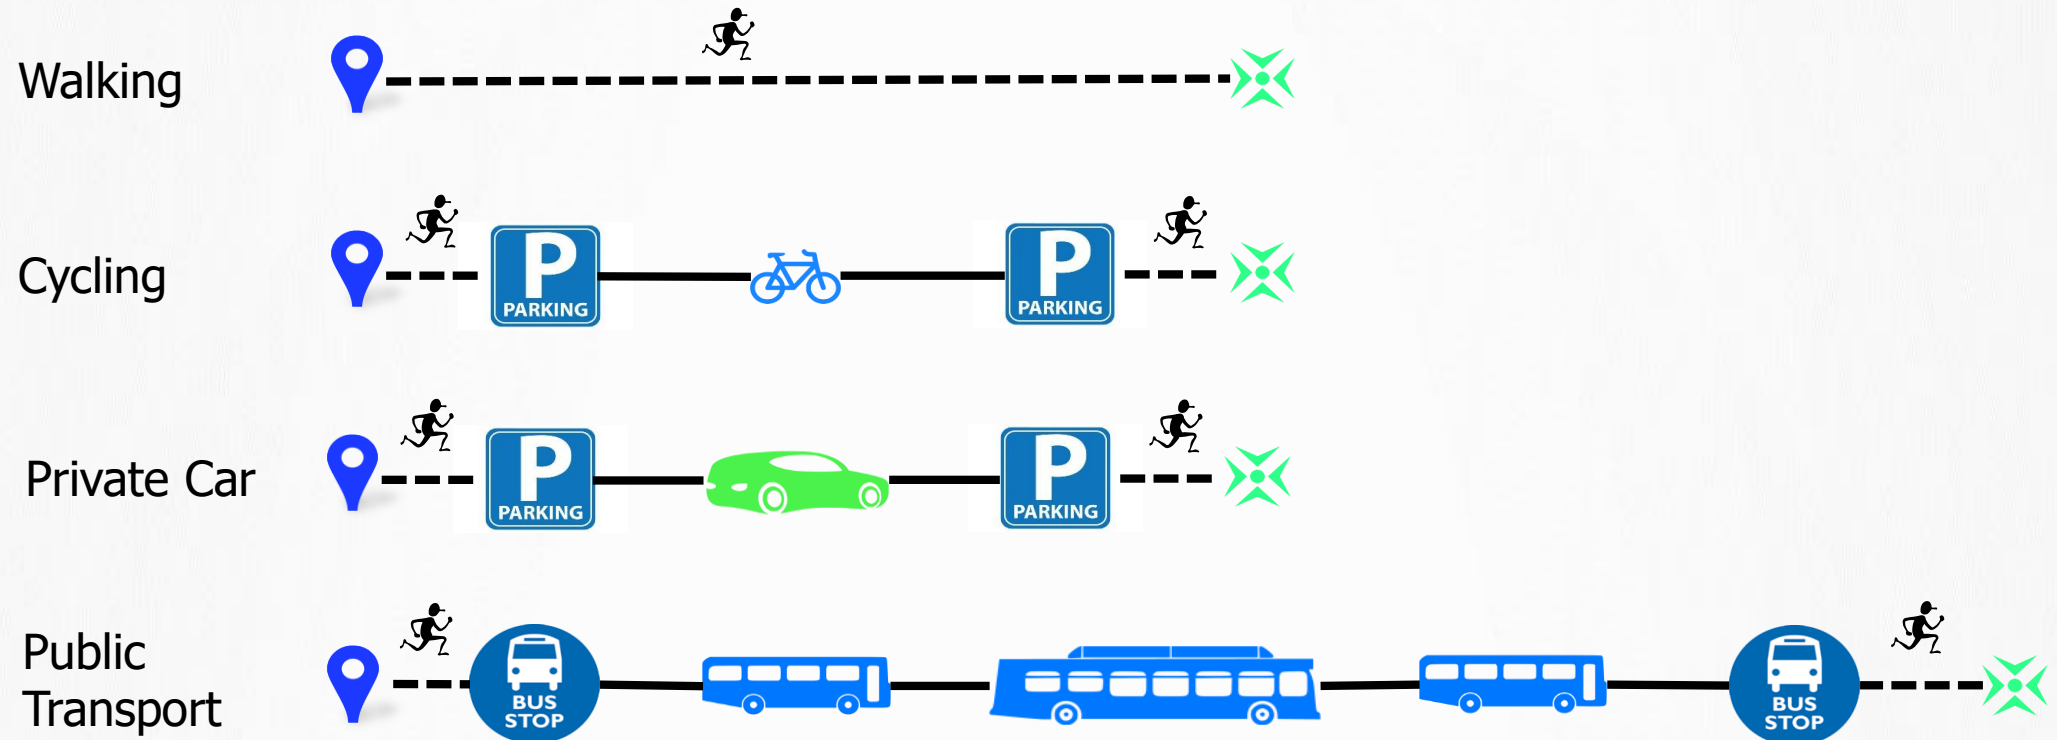 Walking
Cycling
P
PARKING
P
PARKING
Private Car
P
PARKING
P
PARKING
Public
Transport
BUS
STOP
BUS
STOP